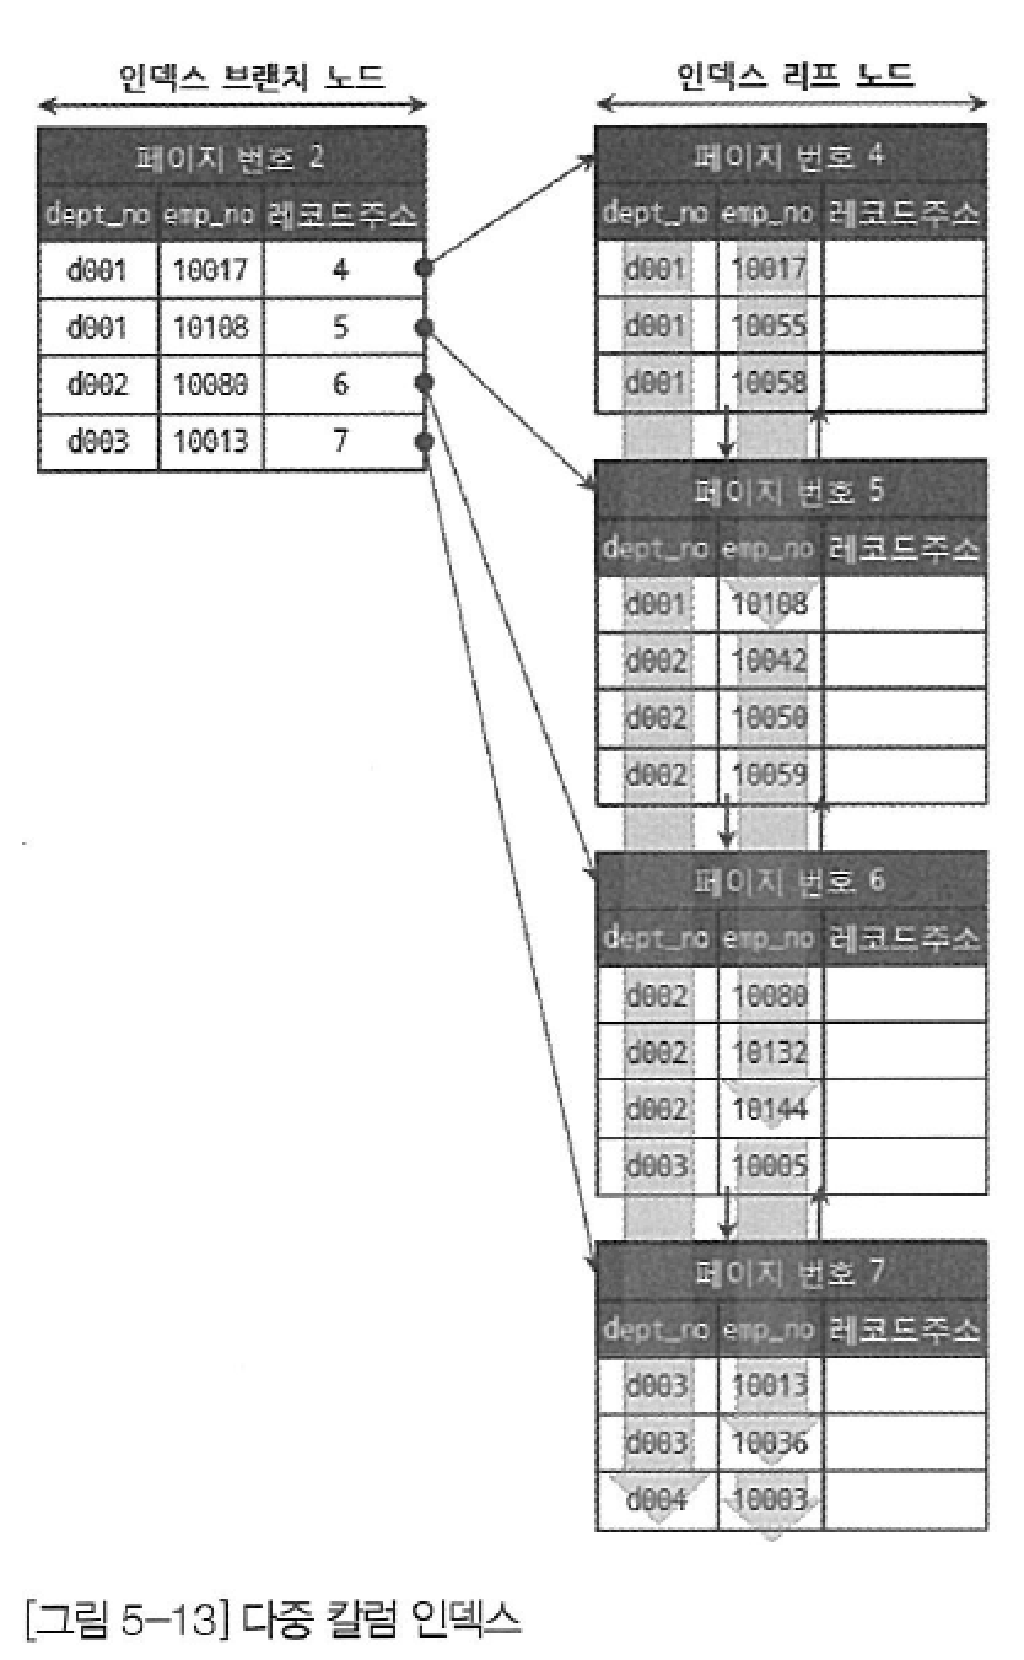 인덱스 브랜치 노드
페이지 번호 2
dept_no emp_no 레코드주소
d001 10017 4
d001 10108 5
d002 10080 6
d003 10013 7
인덱스 리프 노드
페이지 번호 4
dept_no emp_no 레코드주소
d001 10017
d001 10055
d001 10058
페이지 번호 5
dept_no emp_no 레코드주소
d001 10108
d002 10042
d002 10050
d002 10059
페이지 번호 6
dept_no emp_no 레코드주소
d002 10080
d002 10132
d002 10144
d003 10005
페이지 번호 7
dept_no emp_no 레코드주소
d003 10013
d003 10036
d004 10003
[그림 5-13] 다중 칼럼 인덱스